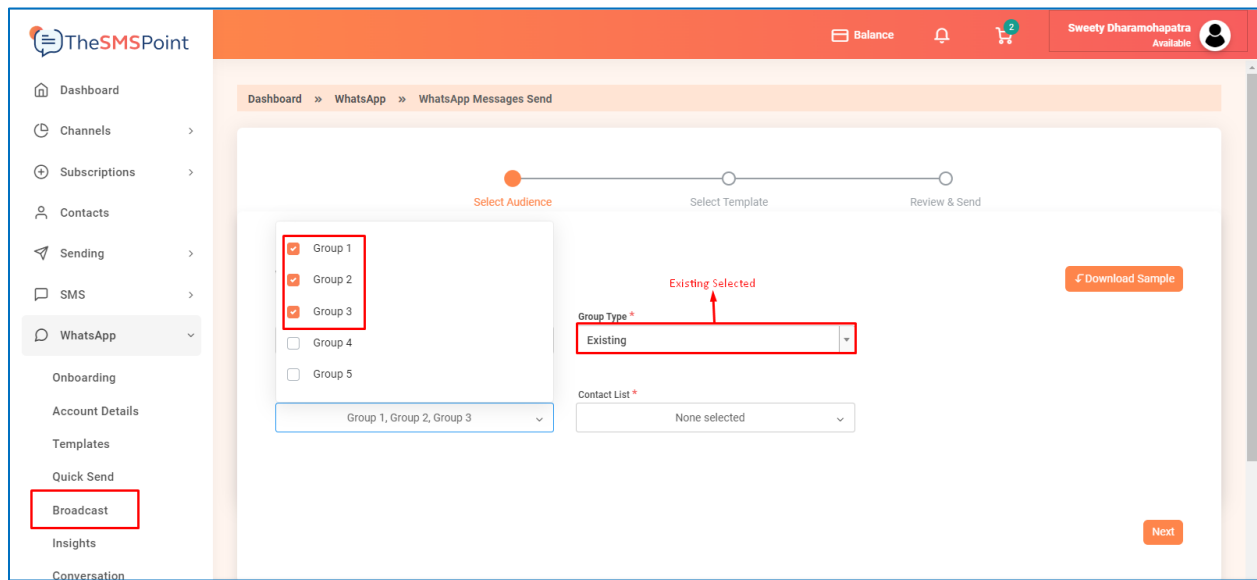 TheSMSPoint
Balance
2
Sweety Dharamohapatra
Available
Dashboard
Channels
Subscriptions
Contacts
Sending
SMS
WhatsApp
Onboarding
Account Details
Templates
Quick Send
Broadcast
Insights
Conversation
Dashboard » WhatsApp » WhatsApp Messages Send
Select Audience
Select Template
Review & Send
Group 1
Group 2
Group 3
Group 4
Group 5
Group 1, Group 2, Group 3
Existing Selected
Download Sample
Group Type *
Existing
Contact List *
None selected
Next